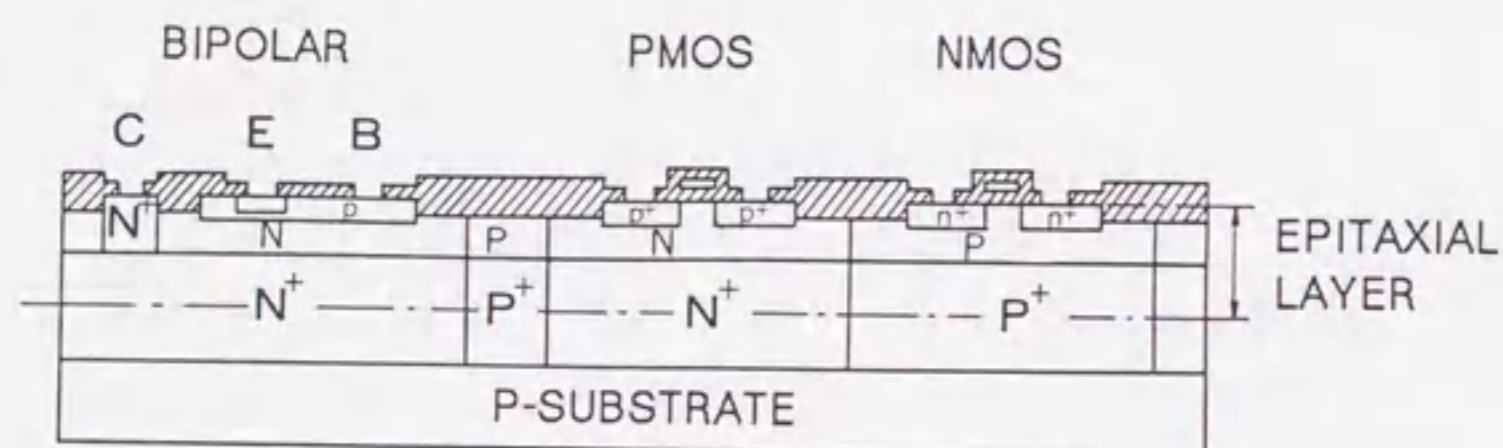 BIPOLAR PMOS NMOS
C E B
N+ p p+ p+ n+ n+
N P N P
EPITAXIAL
LAYER
N+ P+ N+ P+
P-SUBSTRATE